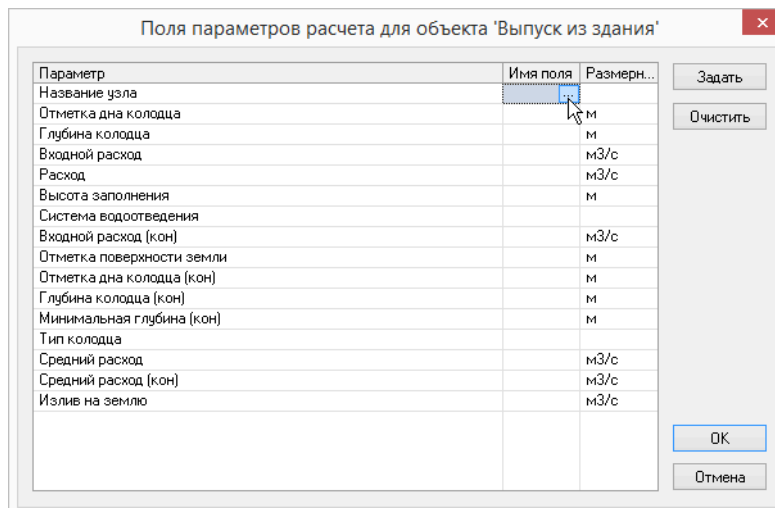 Поля параметров расчета для объекта 'Выпуск из здания'
Параметр Имя поля Размерн...
Название узла ...
Отметка дна колодца м
Глубина колодца м
Входной расход м3/с
Расход м3/с
Высота заполнения м
Система водоотведения
Входной расход (кон) м3/с
Отметка поверхности земли м
Отметка дна колодца (кон) м
Глубина колодца (кон) м
Минимальная глубина (кон) м
Тип колодца
Средний расход м3/с
Средний расход (кон) м3/с
Излив на землю м3/с
Задать
Очистить
OK
Отмена